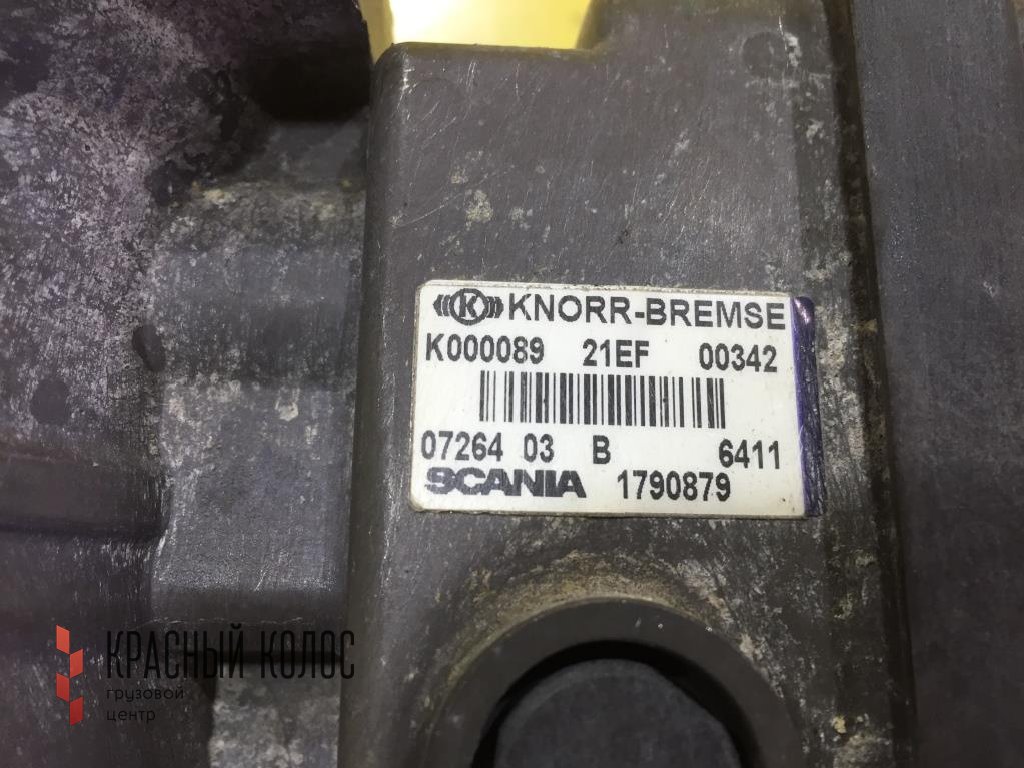 K KNORR-BREMSE
K000089 21EF 00342
07264 03 B 6411
SCANIA 1790879
КРАСНЫЙ КОЛОС
грузовой
центр